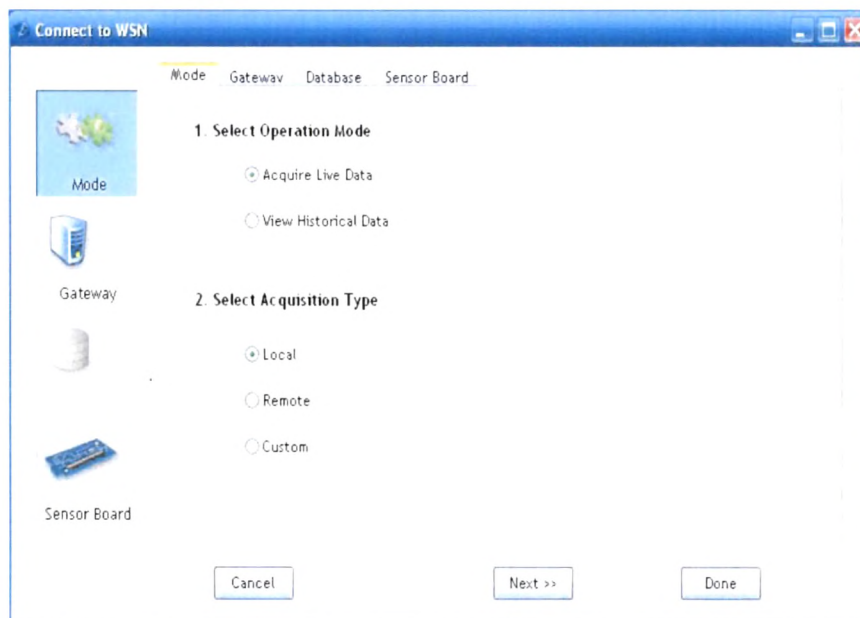 Connect to WSN
Mode Gateway Database Sensor Board
1. Select Operation Mode
Acquire Live Data
Mode
View Historical Data
Gateway
2. Select Acquisition Type
Local
Remote
Custom
Sensor Board
Cancel Next >> Done